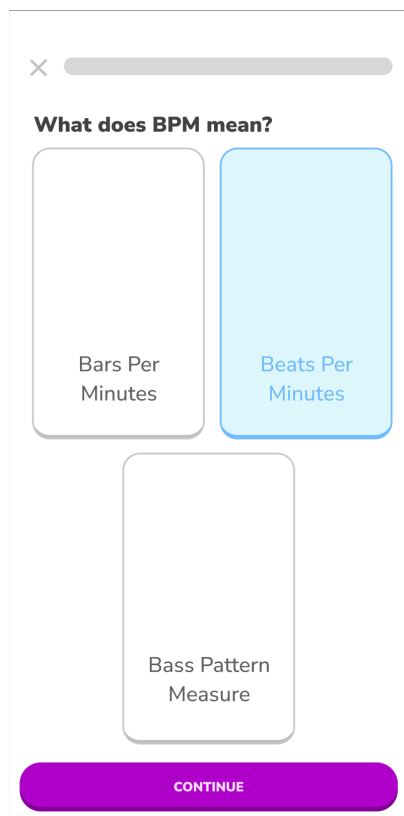 What does BPM mean?
Bars Per
Minutes
Beats Per
Minutes
Bass Pattern
Measure
CONTINUE